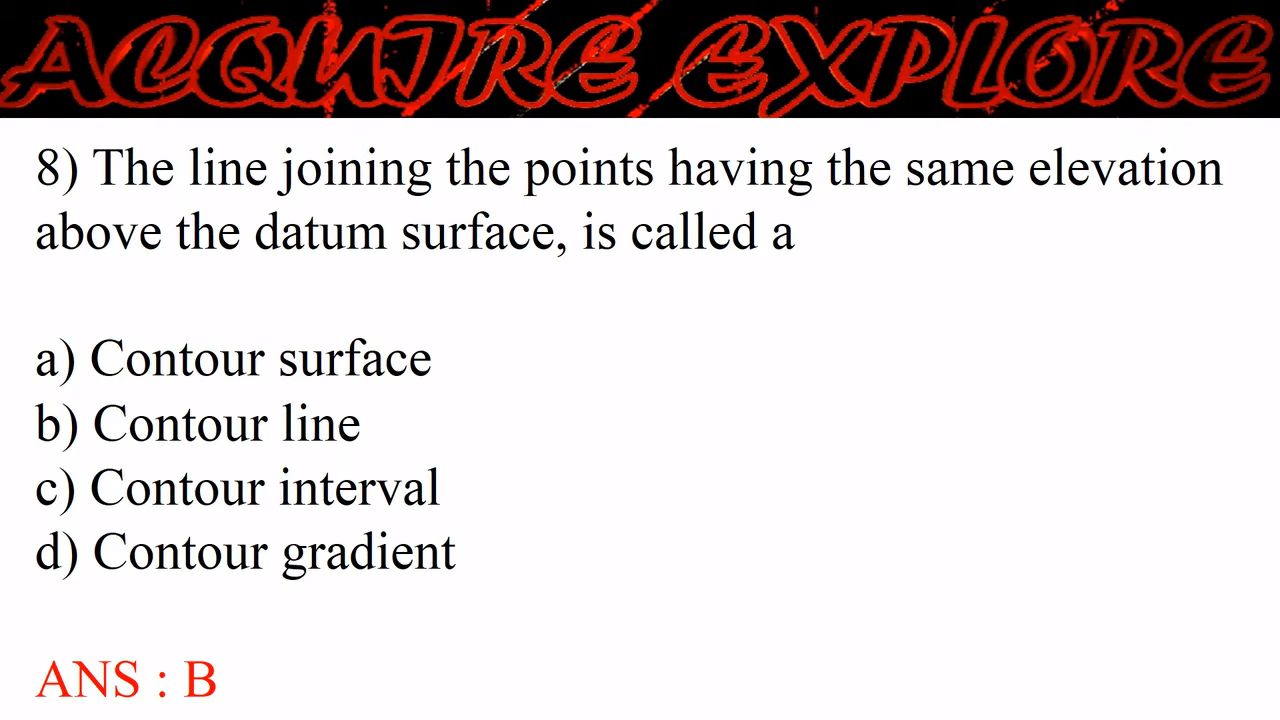 ACQUIRE EXPLORE
8) The line joining the points having the same elevation
above the datum surface, is called a
a) Contour surface
b) Contour line
c) Contour interval
d) Contour gradient
ANS : B